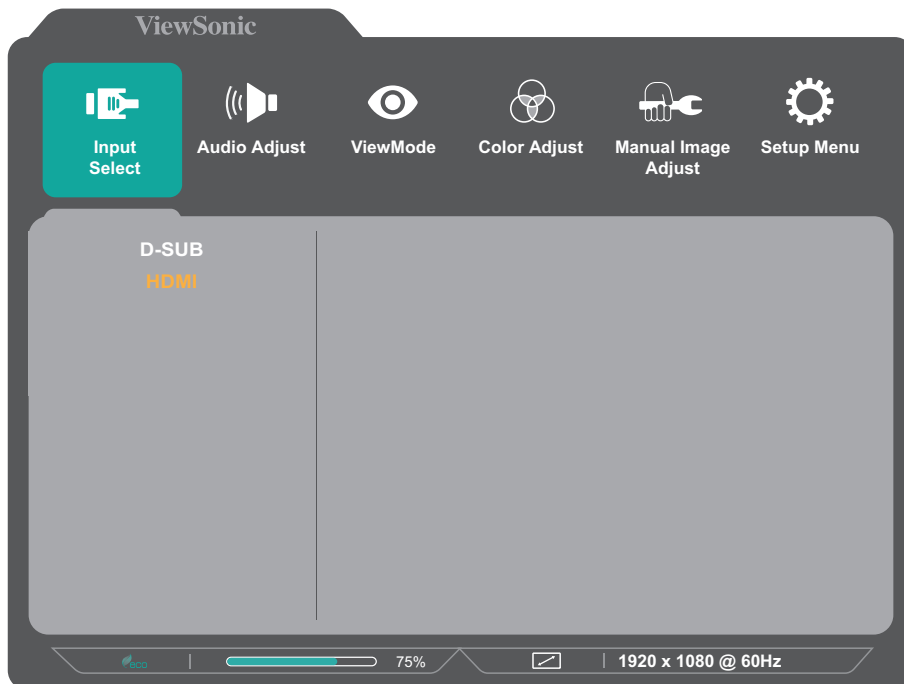 ViewSonic
Input
Select
Audio Adjust
ViewMode
Color Adjust
Manual Image
Adjust
Setup Menu
D-SUB
HDMI
ECO
75%
1920 x 1080 @ 60Hz